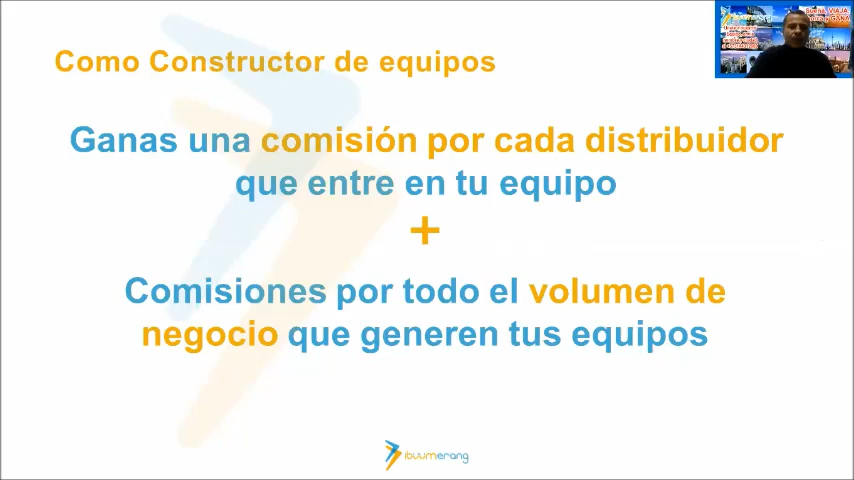 Como Constructor de equipos
Ganas una comisión por cada distribuidor
que entre en tu equipo
+
Comisiones por todo el volumen de
negocio que generen tus equipos
ibuumerang